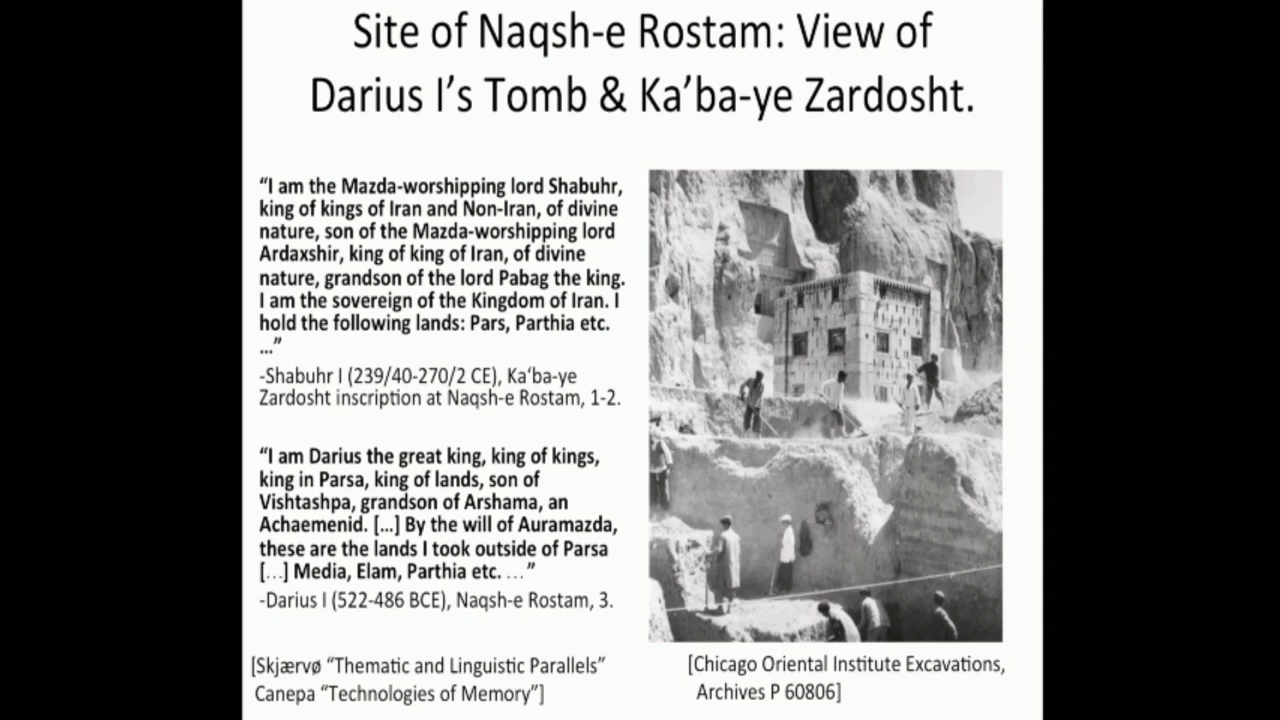 Site of Naqsh-e Rostam: View of
Darius I’s Tomb & Ka’ba-ye Zardosht.
“I am the Mazda-worshipping lord Shabuhr,
king of kings of Iran and Non-Iran, of divine
nature, son of the Mazda-worshipping lord
Ardaxshir, king of king of Iran, of divine
nature, grandson of the lord Pabag the king.
I am the sovereign of the Kingdom of Iran. I
hold the following lands: Pars, Parthia etc.
…”
-Shabuhr I (239/40-270/2 CE), Ka‘ba-ye
Zardosht inscription at Naqsh-e Rostam, 1-2.
“I am Darius the great king, king of kings,
king in Parsa, king of lands, son of
Vishtashpa, grandson of Arshama, an
Achaemenid. […] By the will of Auramazda,
these are the lands I took outside of Parsa
[…] Media, Elam, Parthia etc. …”
-Darius I (522-486 BCE), Naqsh-e Rostam, 3.
[Skjærvø “Thematic and Linguistic Parallels”
Canepa “Technologies of Memory”]
[Chicago Oriental Institute Excavations,
Archives P 60806]